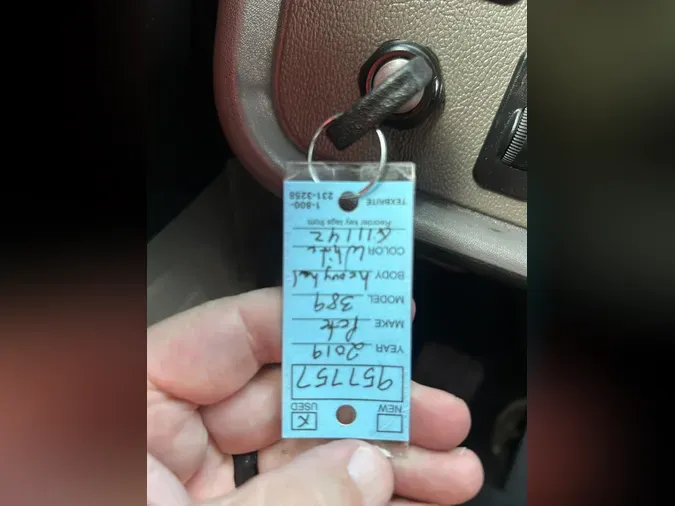 NEW X USED
957757
YEAR 2019
MAKE Pete
MODEL 389
BODY heavy haul
COLOR White
Reorder key tags from
TEXBRITE 1-800-231-3258